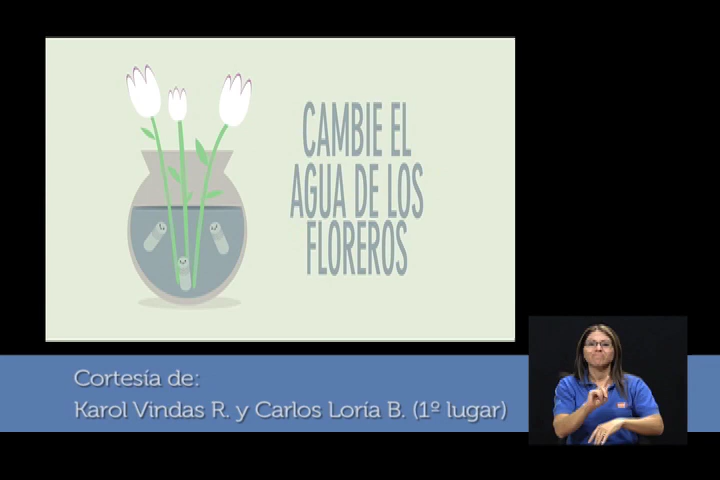 CAMBIE EL
AGUA DE LOS
FLOREROS
Cortesía de:
Karol Vindas R. y Carlos Loría B. (1º lugar)